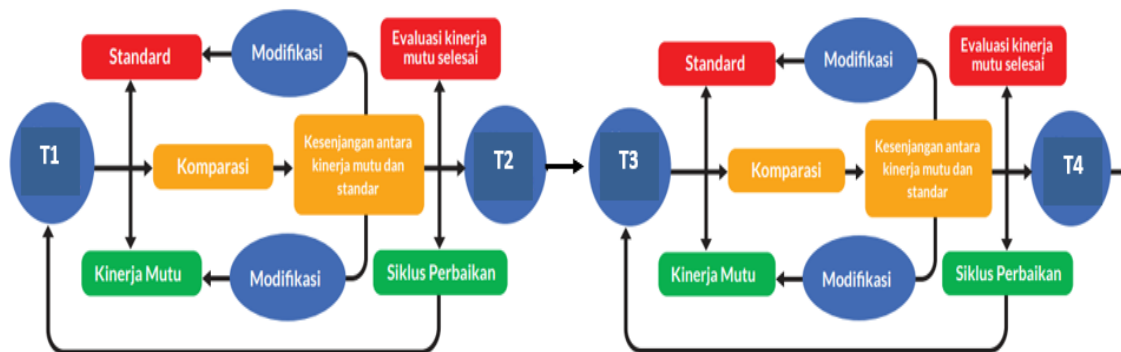 Modifikasi
Evaluasi kinerja
mutu selesai
Standard
T1
Komparasi
Kesenjangan antara
kinerja mutu dan
standar
T2
Kinerja Mutu
Modifikasi
Siklus Perbaikan
Modifikasi
Evaluasi kinerja
mutu selesai
Standard
T3
Komparasi
Kesenjangan antara
kinerja mutu dan
standar
T4
Kinerja Mutu
Modifikasi
Siklus Perbaikan